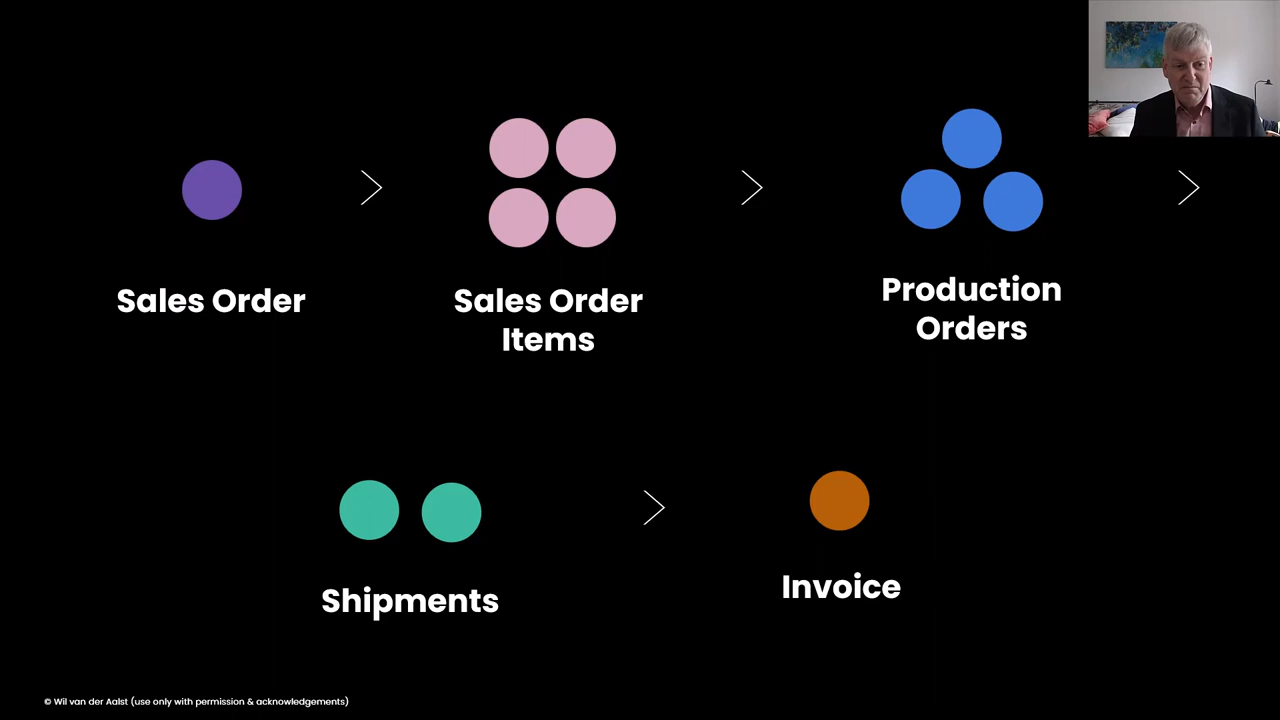 Sales Order
Sales Order
Items
Production
Orders
Shipments
Invoice
© Wil van der Aalst (use only with permission & acknowledgements)